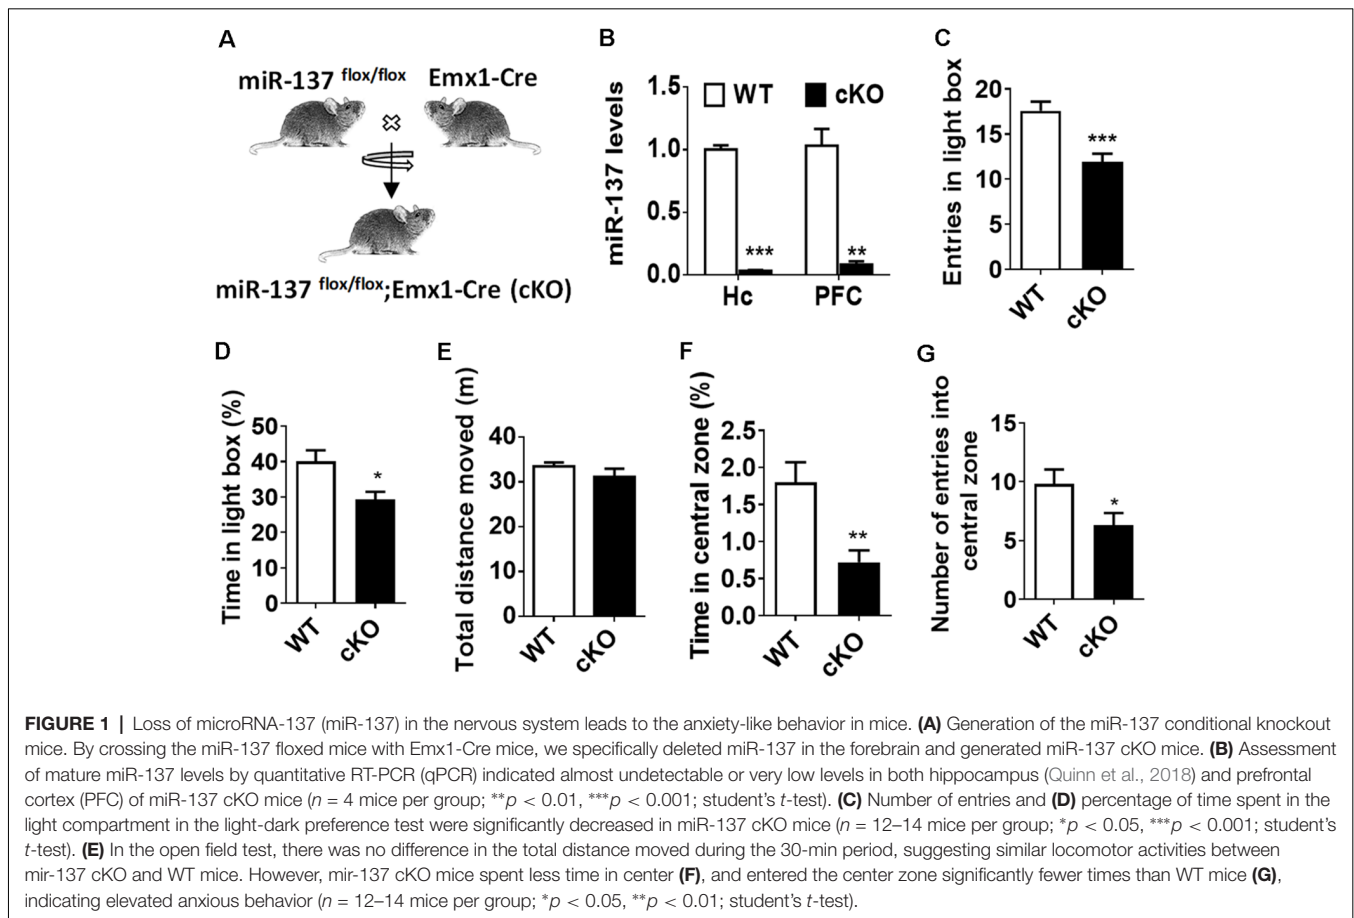 A
miR-137 flox/flox Emx1-Cre
miR-137 flox/flox;Emx1-Cre (cKO)
B
miR-137 levels
1.5
1.0
0.5
0.0
WT cKO
***
**
Hc PFC
C
Entries in light box
20
15
10
5
0
***
WT cKO
D
Time in light box (%)
50
40
30
20
10
0
*
WT cKO
E
Total distance moved (m)
40
30
20
10
0
WT cKO
F
Time in central zone (%)
2.5
2.0
1.5
1.0
0.5
0.0
**
WT cKO
G
Number of entries into
central zone
15
10
5
0
*
WT cKO
FIGURE 1 | Loss of microRNA-137 (miR-137) in the nervous system leads to the anxiety-like behavior in mice. (A) Generation of the miR-137 conditional knockout
mice. By crossing the miR-137 floxed mice with Emx1-Cre mice, we specifically deleted miR-137 in the forebrain and generated miR-137 cKO mice. (B) Assessment
of mature miR-137 levels by quantitative RT-PCR (qPCR) indicated almost undetectable or very low levels in both hippocampus (Quinn et al., 2018) and prefrontal
cortex (PFC) of miR-137 cKO mice (n = 4 mice per group; **p < 0.01, ***p < 0.001; student's t-test). (C) Number of entries and (D) percentage of time spent in the
light compartment in the light-dark preference test were significantly decreased in miR-137 cKO mice (n = 12–14 mice per group; *p < 0.05, ***p < 0.001; student's
t-test). (E) In the open field test, there was no difference in the total distance moved during the 30-min period, suggesting similar locomotor activities between
mir-137 cKO and WT mice. However, mir-137 cKO mice spent less time in center (F), and entered the center zone significantly fewer times than WT mice (G),
indicating elevated anxious behavior (n = 12–14 mice per group; *p < 0.05, **p < 0.01; student's t-test).